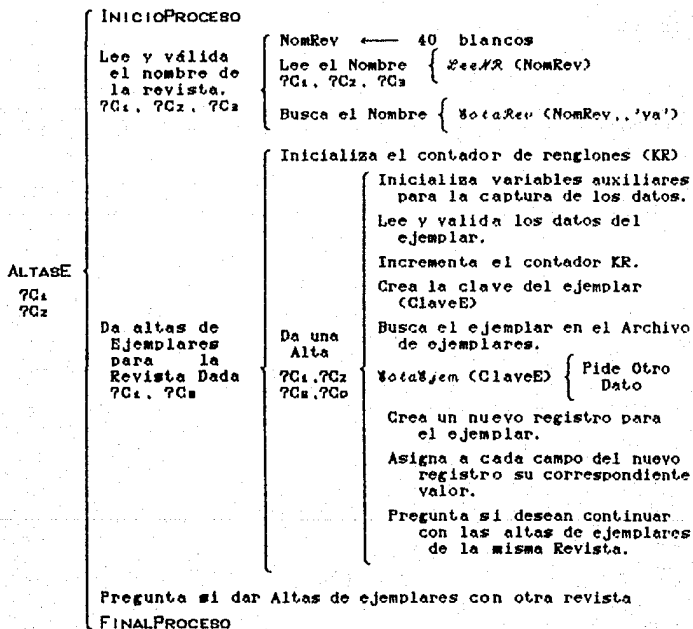 INICIOPROCESO
Lee y válida
el nombre de
la revista.
?C1, ?C2, ?C3
NomRev ← 40 blancos
Lee el Nombre { LeeNR (NomRev)
?C1, ?C2, ?C3
Busca el Nombre { EstaRev (NomRev,,'ya')
ALTASE
?C1
?C2
Da altas de
Ejemplares
para la
Revista Dada
?C1, ?C8
Inicializa el contador de renglones (KR)
Da una
Alta
?C1,?C2
?C8,?CD
Inicializa variables auxiliares
para la captura de los datos.
Lee y valida los datos del
ejemplar.
Incrementa el contador KR.
Crea la clave del ejemplar
(ClaveE)
Busca el ejemplar en el Archivo
de ejemplares.
EstaEjem (ClaveE) { Pide Otro
Dato
Crea un nuevo registro para
el ejemplar.
Asigna a cada campo del nuevo
registro su correspondiente
valor.
Pregunta si desean continuar
con las altas de ejemplares
de la misma Revista.
Pregunta si dar Altas de ejemplares con otra revista
FINALPROCESO